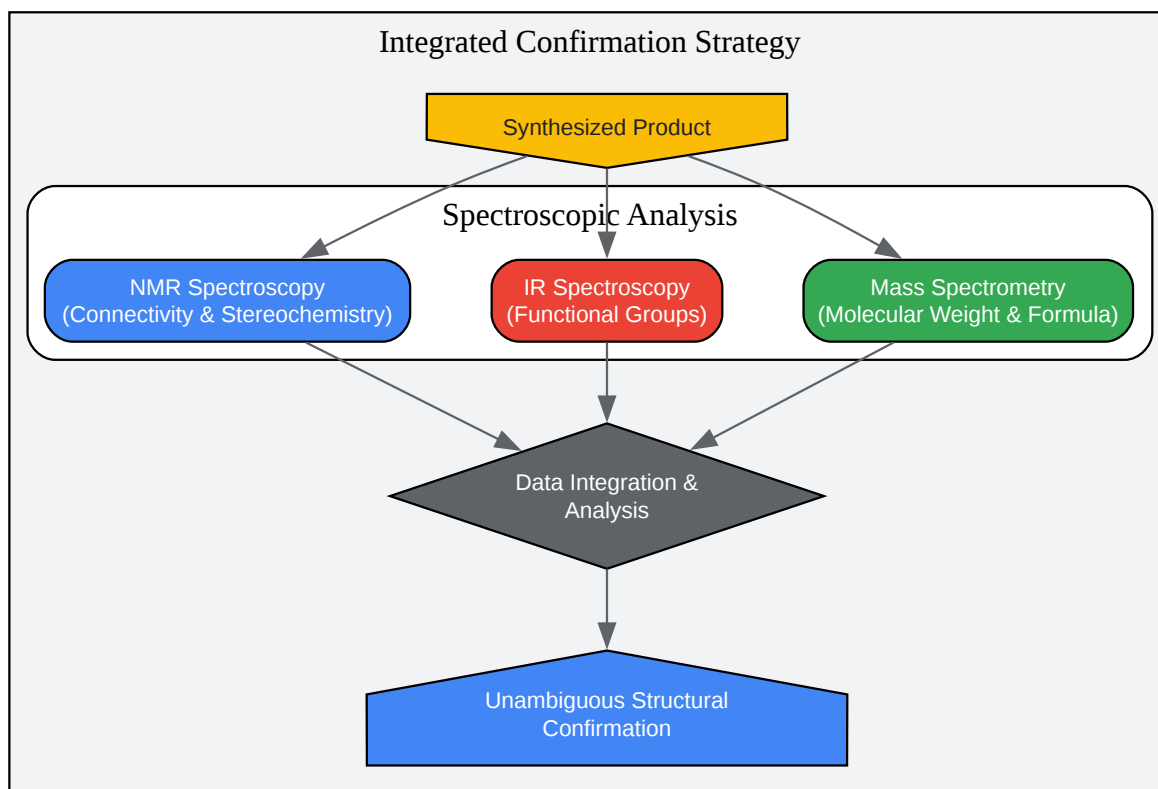 Integrated Confirmation Strategy
Synthesized Product
Spectroscopic Analysis
NMR Spectroscopy
(Connectivity & Stereochemistry)
IR Spectroscopy
(Functional Groups)
Mass Spectrometry
(Molecular Weight & Formula)
Data Integration &
Analysis
Unambiguous Structural
Confirmation